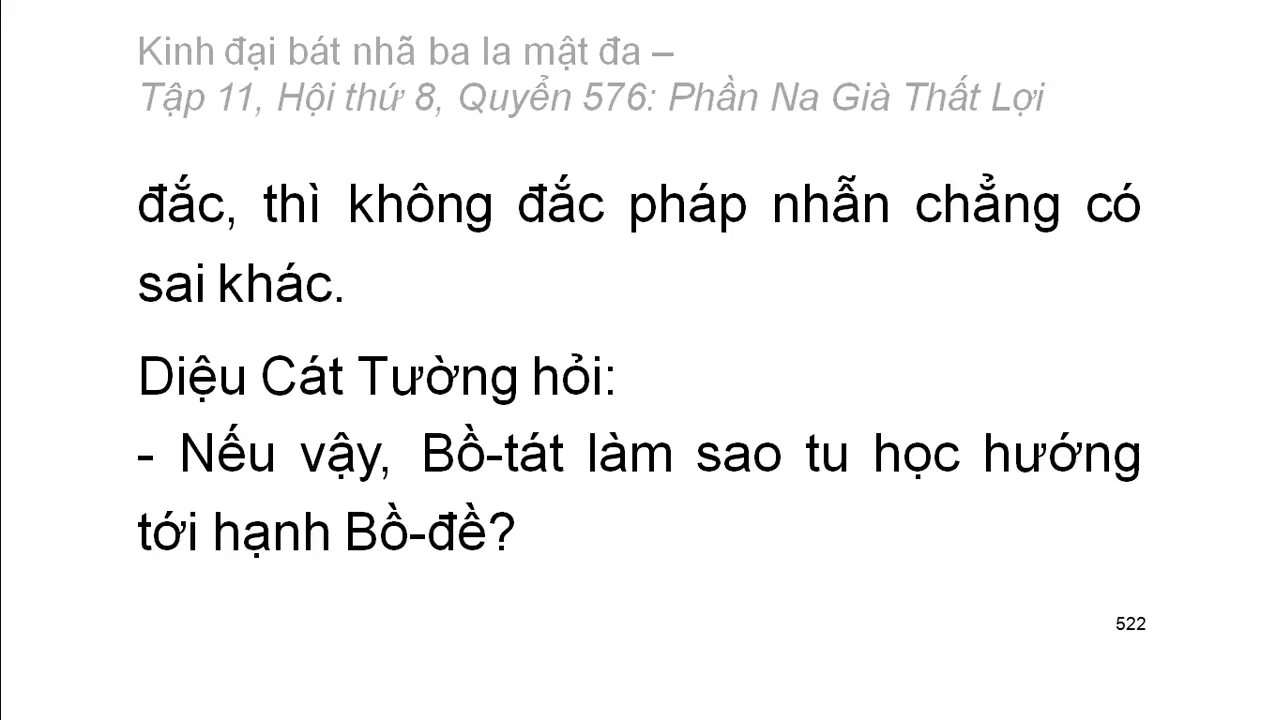 Kinh đại bát nhã ba la mật đa –
Tập 11, Hội thứ 8, Quyển 576: Phần Na Già Thất Lợi
đắc, thì không đắc pháp nhẫn chẳng có
sai khác.
Diệu Cát Tường hỏi:
- Nếu vậy, Bồ-tát làm sao tu học hướng
tới hạnh Bồ-đề?
522